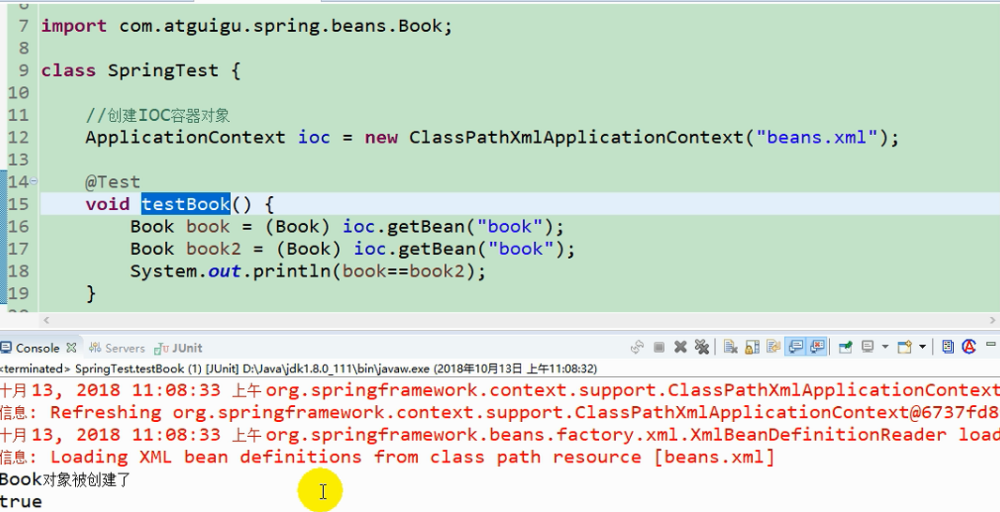 7 import com.atguigu.spring.beans.Book;
8
9 class SpringTest {
10
11 //创建IOC容器对象
12 ApplicationContext ioc = new ClassPathXmlApplicationContext("beans.xml");
13
14 @Test
15 void testBook() {
16 Book book = (Book) ioc.getBean("book");
17 Book book2 = (Book) ioc.getBean("book");
18 System.out.println(book==book2);
19 }
Console Servers JUnit
<terminated> SpringTest.testBook (1) [JUnit] D:\Java\jdk1.8.0_111\bin\javaw.exe (2018年10月13日 上午11:08:32)
十月 13, 2018 11:08:33 上午 org.springframework.context.support.ClassPathXmlApplicationContext
信息: Refreshing org.springframework.context.support.ClassPathXmlApplicationContext@6737fd8
十月 13, 2018 11:08:33 上午 org.springframework.beans.factory.xml.XmlBeanDefinitionReader load
信息: Loading XML bean definitions from class path resource [beans.xml]
Book对象被创建了
true